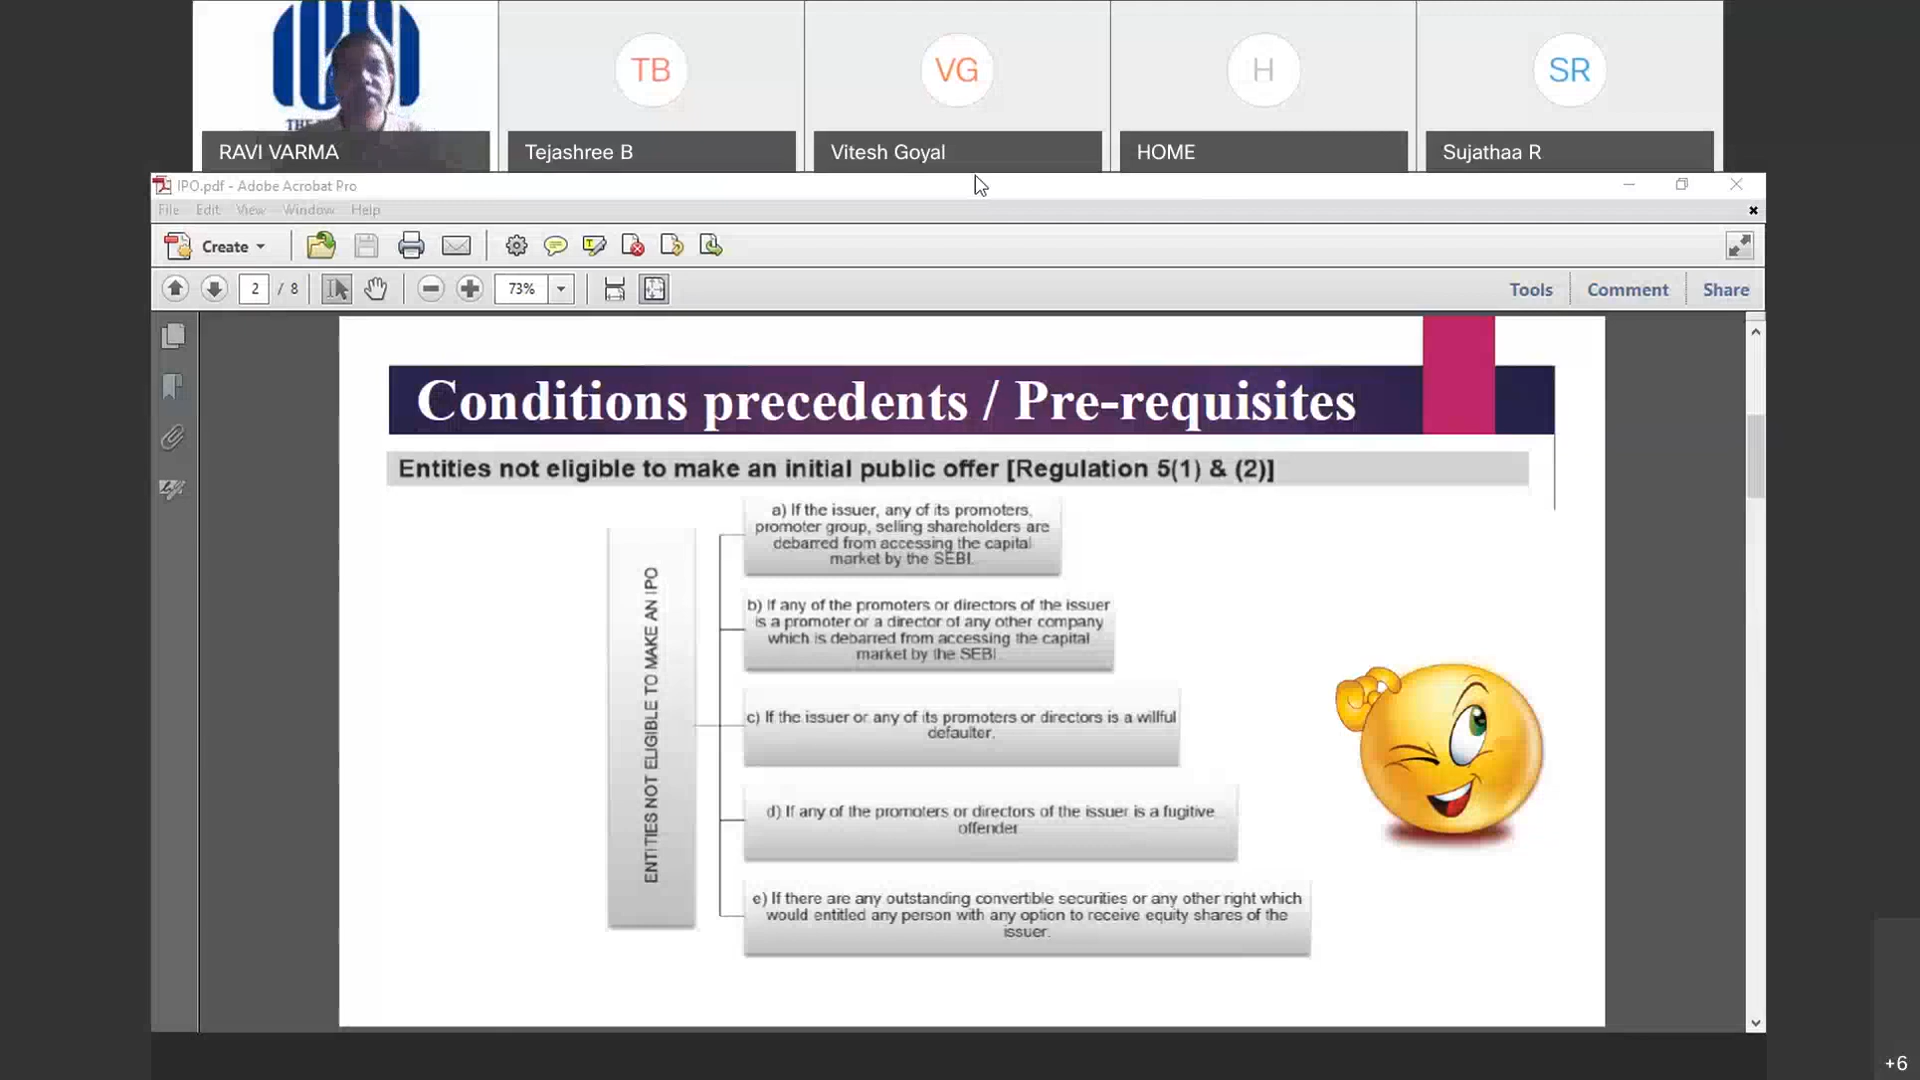 THE
TB
VG
H
SR
RAVI VARMA
Tejashree B
Vitesh Goyal
HOME
Sujathaa R
IPO.pdf - Adobe Acrobat Pro
File Edit View Window Help
Create
2 / 8
73%
Tools Comment Share
Conditions precedents / Pre-requisites
Entities not eligible to make an initial public offer [Regulation 5(1) & (2)]
ENTITIES NOT ELIGIBLE TO MAKE AN IPO
a) If the issuer, any of its promoters,
promoter group, selling shareholders are
debarred from accessing the capital
market by the SEBI.
b) If any of the promoters or directors of the issuer
is a promoter or a director of any other company
which is debarred from accessing the capital
market by the SEBI
c) If the issuer or any of its promoters or directors is a willful
defaulter.
d) If any of the promoters or directors of the issuer is a fugitive
offender
e) If there are any outstanding convertible securities or any other right which
would entitled any person with any option to receive equity shares of the
issuer.
+6